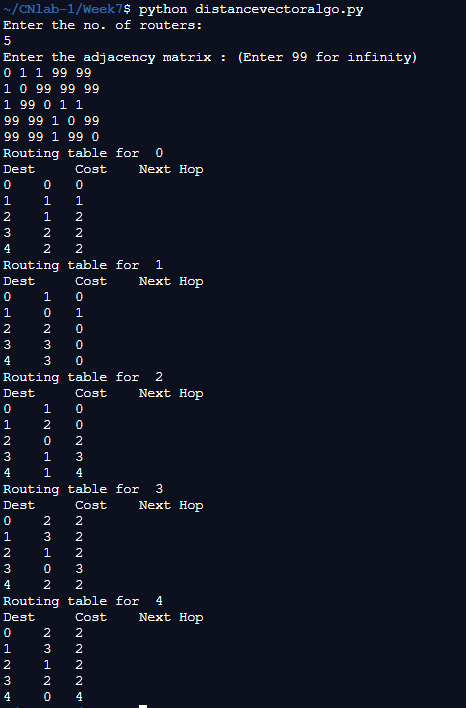 ~/CNlab-1/Week7$ python distancevectoralgo.py
Enter the no. of routers:
5
Enter the adjacency matrix : (Enter 99 for infinity)
0 1 1 99 99
1 0 99 99 99
1 99 0 1 1
99 99 1 0 99
99 99 1 99 0
Routing table for  0
Dest     Cost    Next Hop
0    0   0
1    1   1
2    1   2
3    2   2
4    2   2
Routing table for  1
Dest     Cost    Next Hop
0    1   0
1    0   1
2    2   0
3    3   0
4    3   0
Routing table for  2
Dest     Cost    Next Hop
0    1   0
1    2   0
2    0   2
3    1   3
4    1   4
Routing table for  3
Dest     Cost    Next Hop
0    2   2
1    3   2
2    1   2
3    0   3
4    2   2
Routing table for  4
Dest     Cost    Next Hop
0    2   2
1    3   2
2    1   2
3    2   2
4    0   4